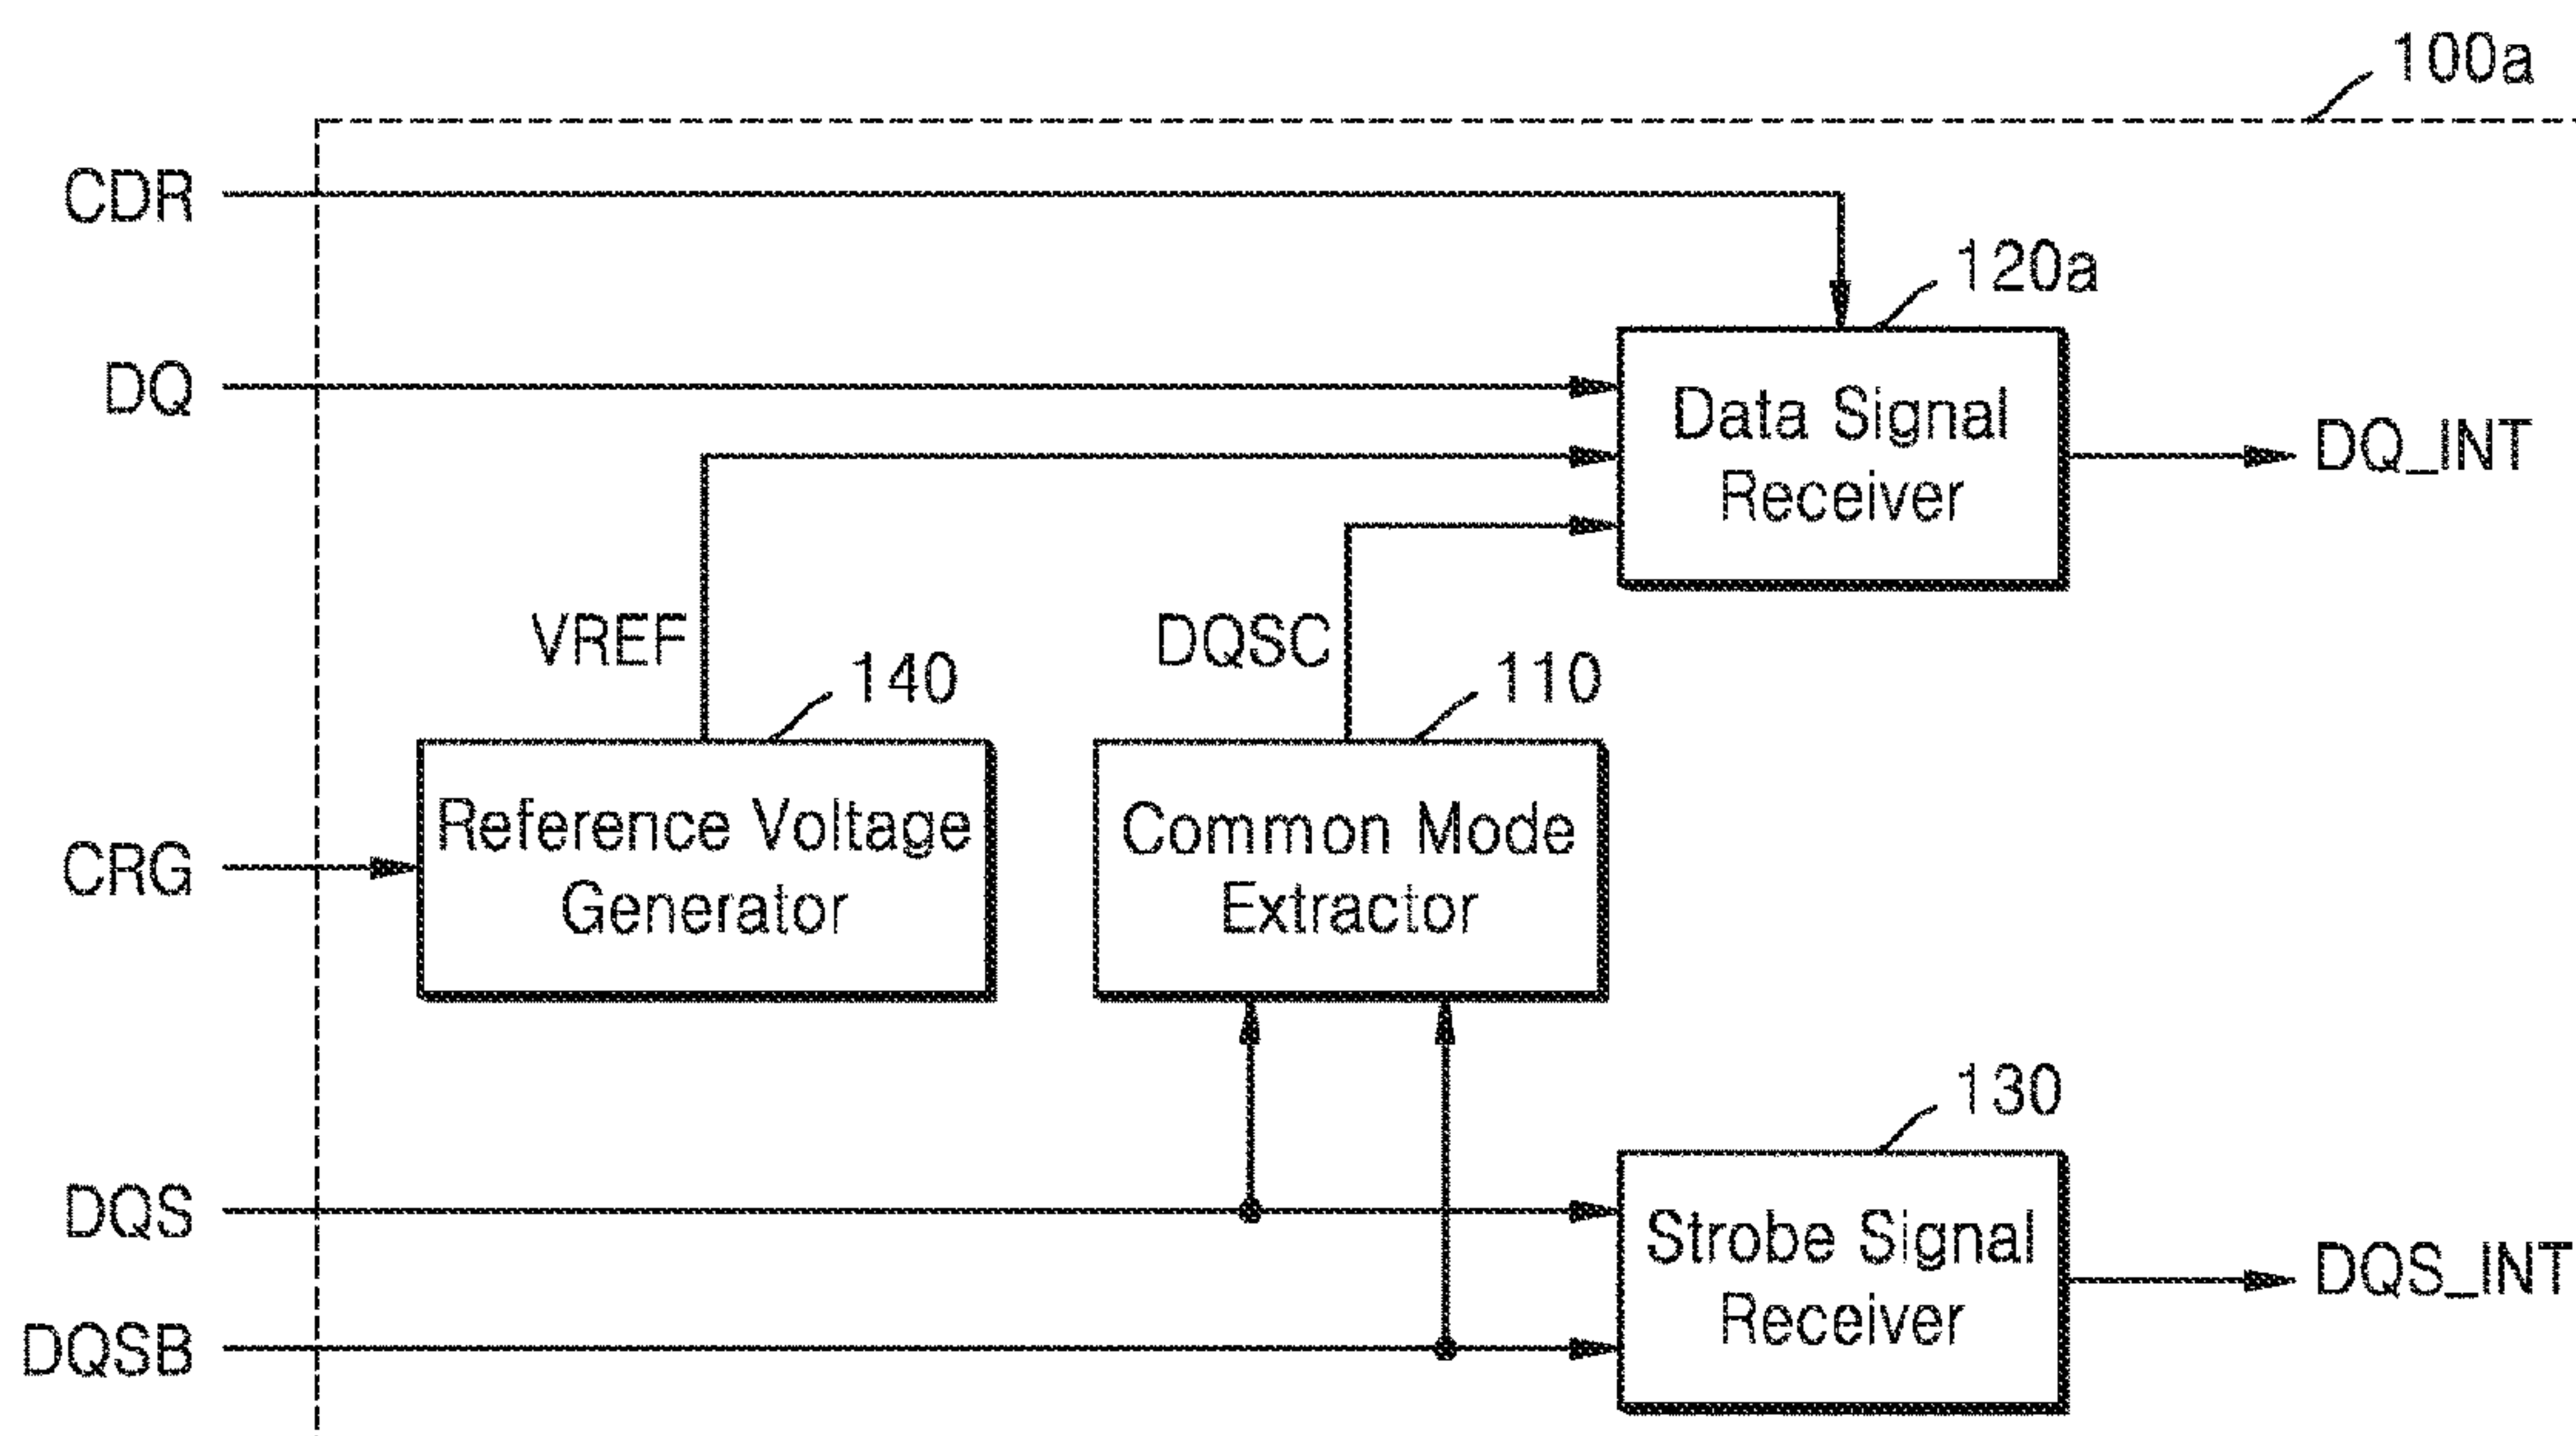 100a
CDR
120a
DQ
Data Signal
Receiver
DQ_INT
VREF
140
DQSC
110
CRG
Reference Voltage
Generator
Common Mode
Extractor
130
DQS
Strobe Signal
Receiver
DQS_INT
DQSB